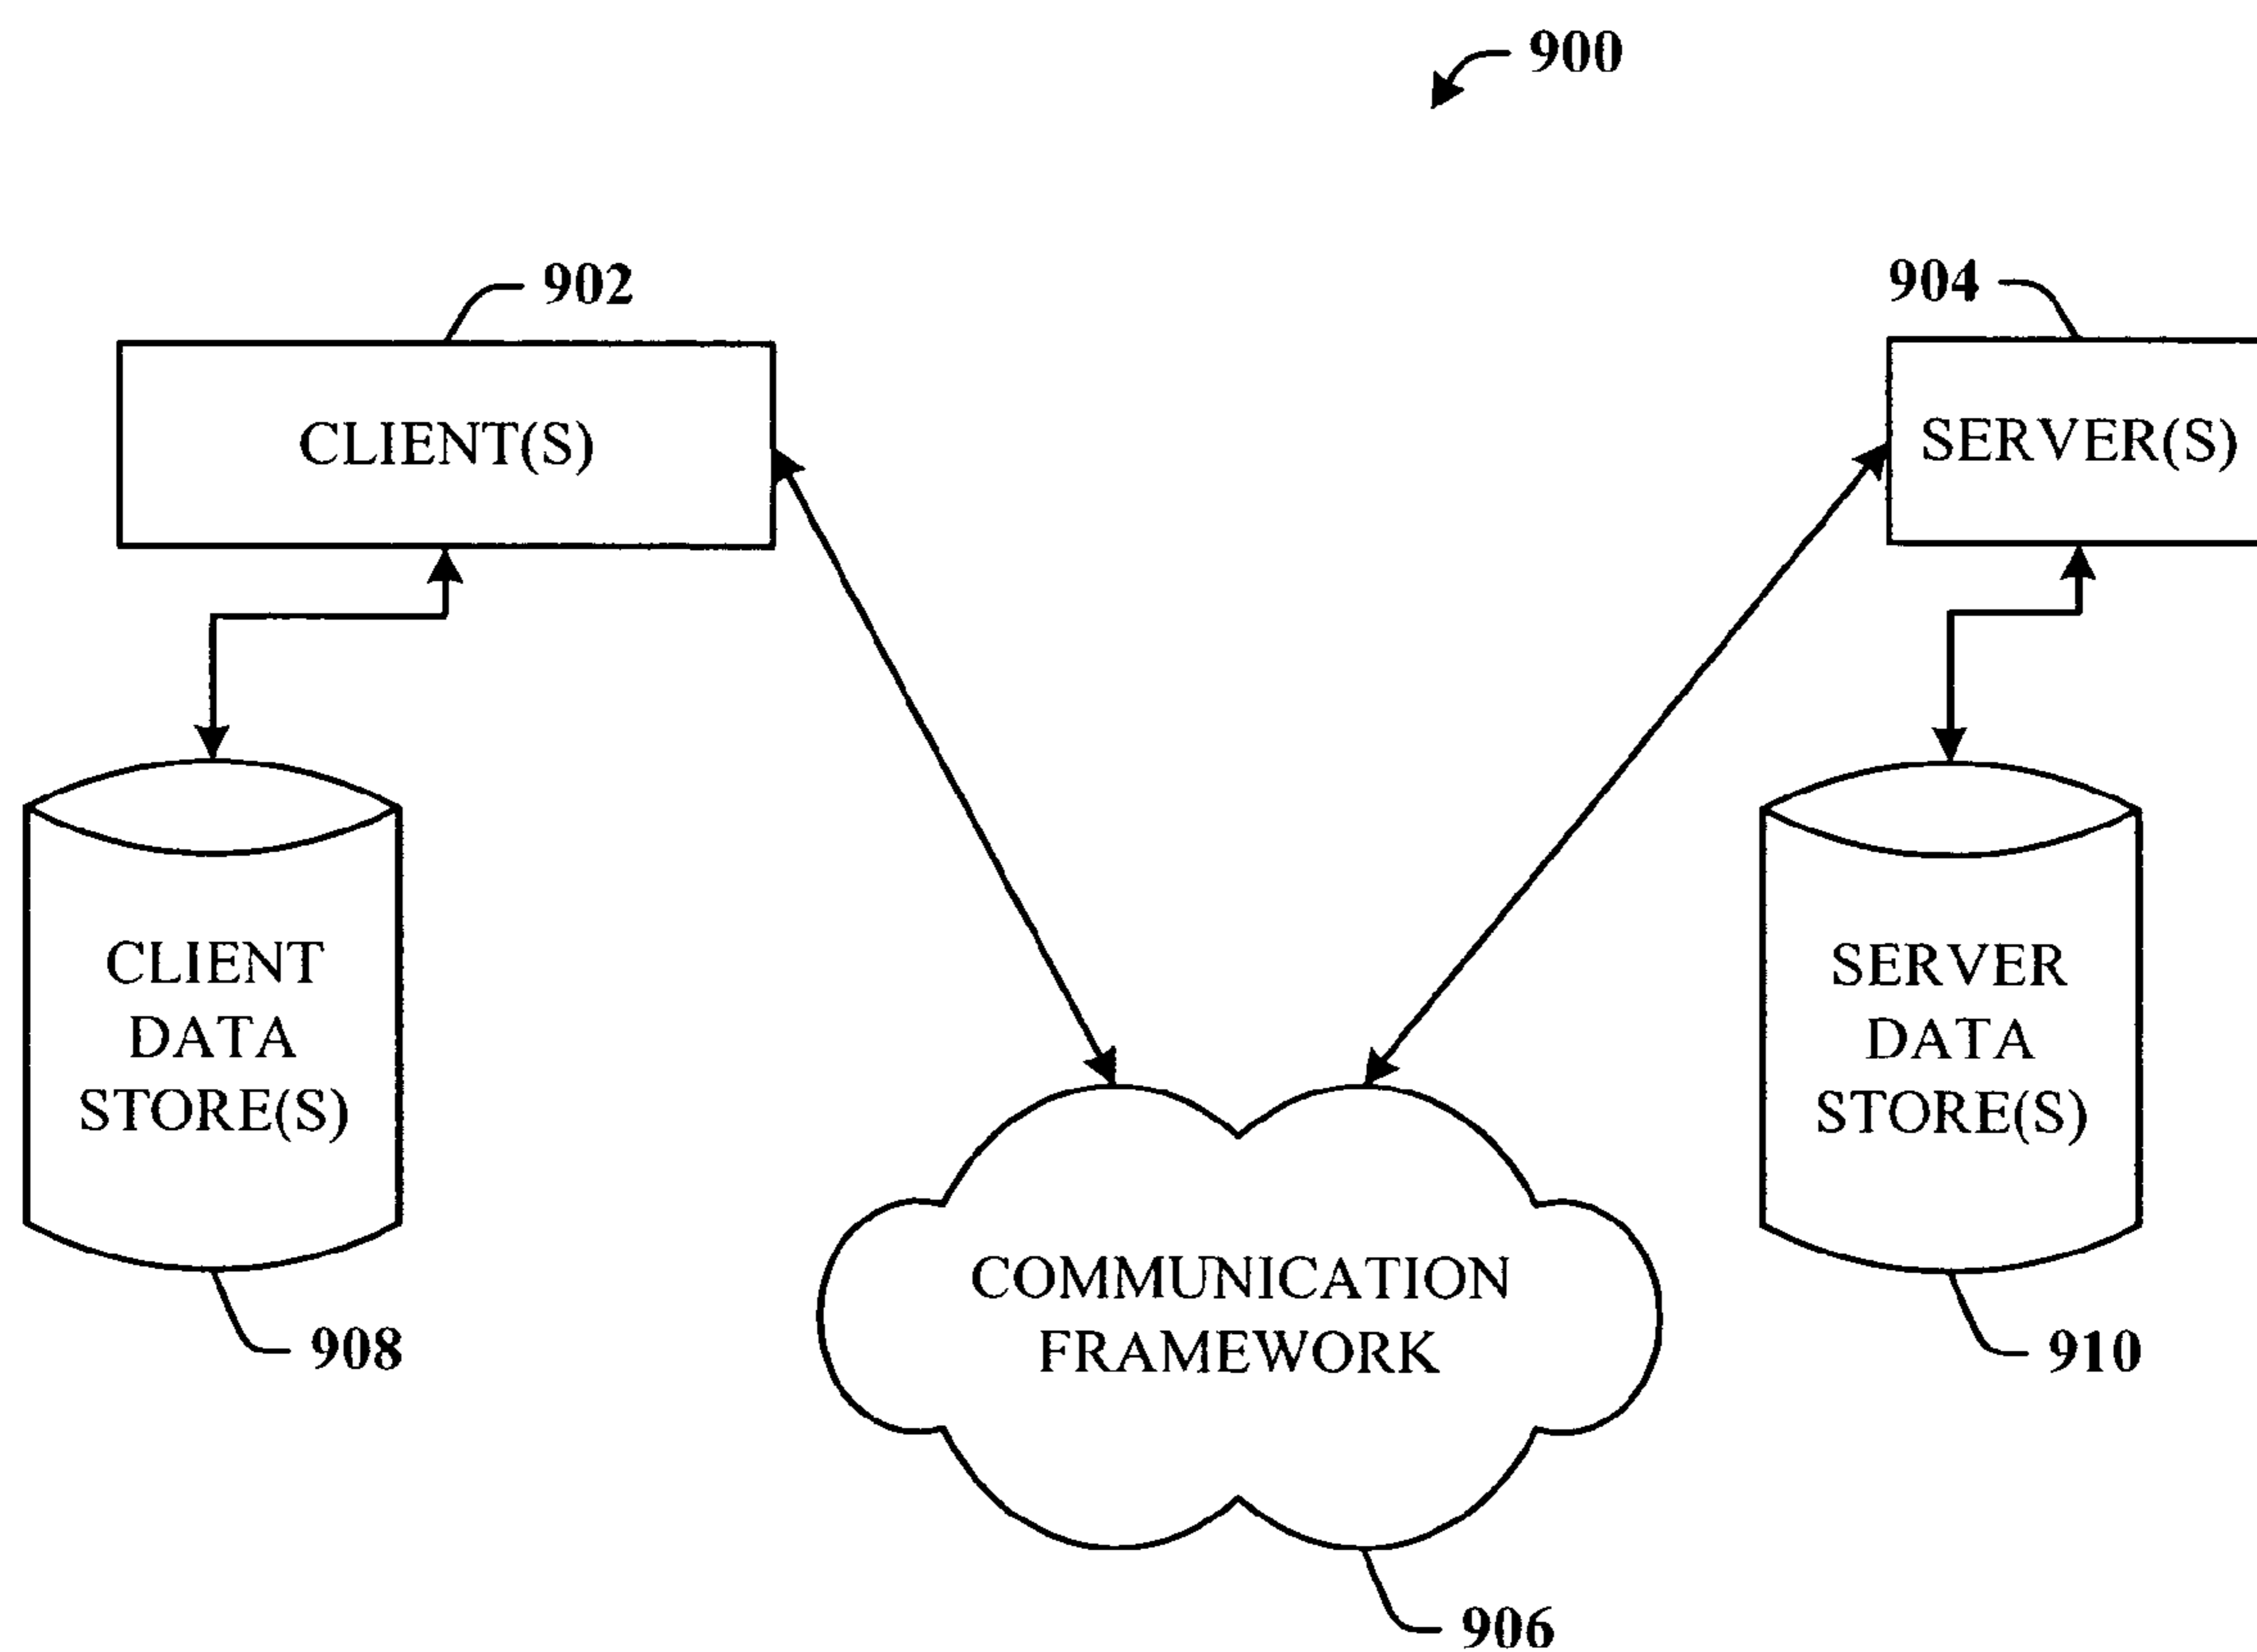 900
902
904
CLIENT(S)
SERVER(S)
CLIENT
DATA
STORE(S)
SERVER
DATA
STORE(S)
COMMUNICATION
FRAMEWORK
908
910
906